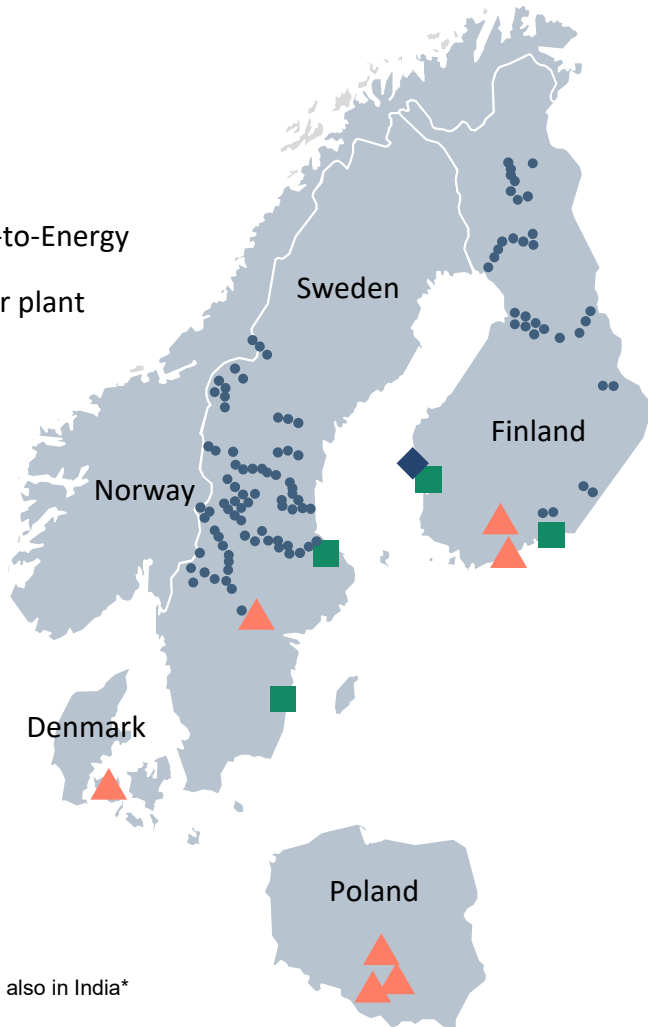 -to-Energy
r plant
Sweden
Finland
Norway
Denmark
Poland
also in India*